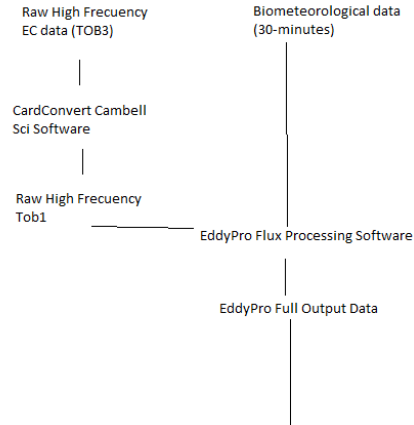 Raw High Frecuency
EC data (TOB3)
Biometeorological data
(30-minutes)
CardConvert Cambell
Sci Software
Raw High Frecuency
Tob1
EddyPro Flux Processing Software
EddyPro Full Output Data